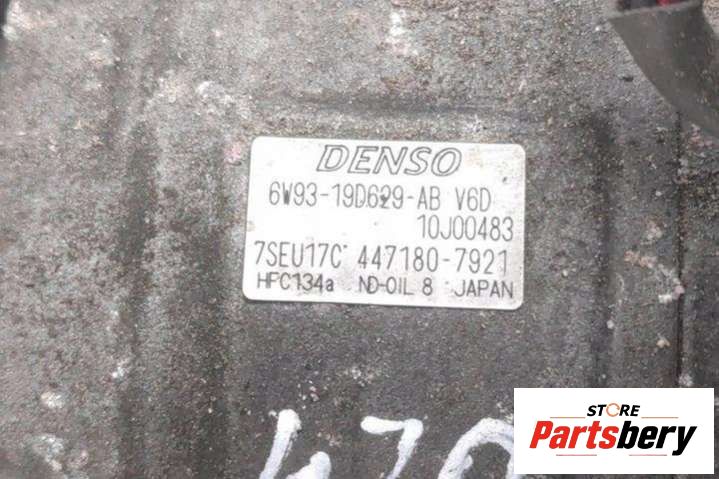 DENSO
6W93-19D629-AB V6D
10J00483
7SEU17C 447180-7921
HFC134a ND-OIL 8 JAPAN
STORE
Partsbery